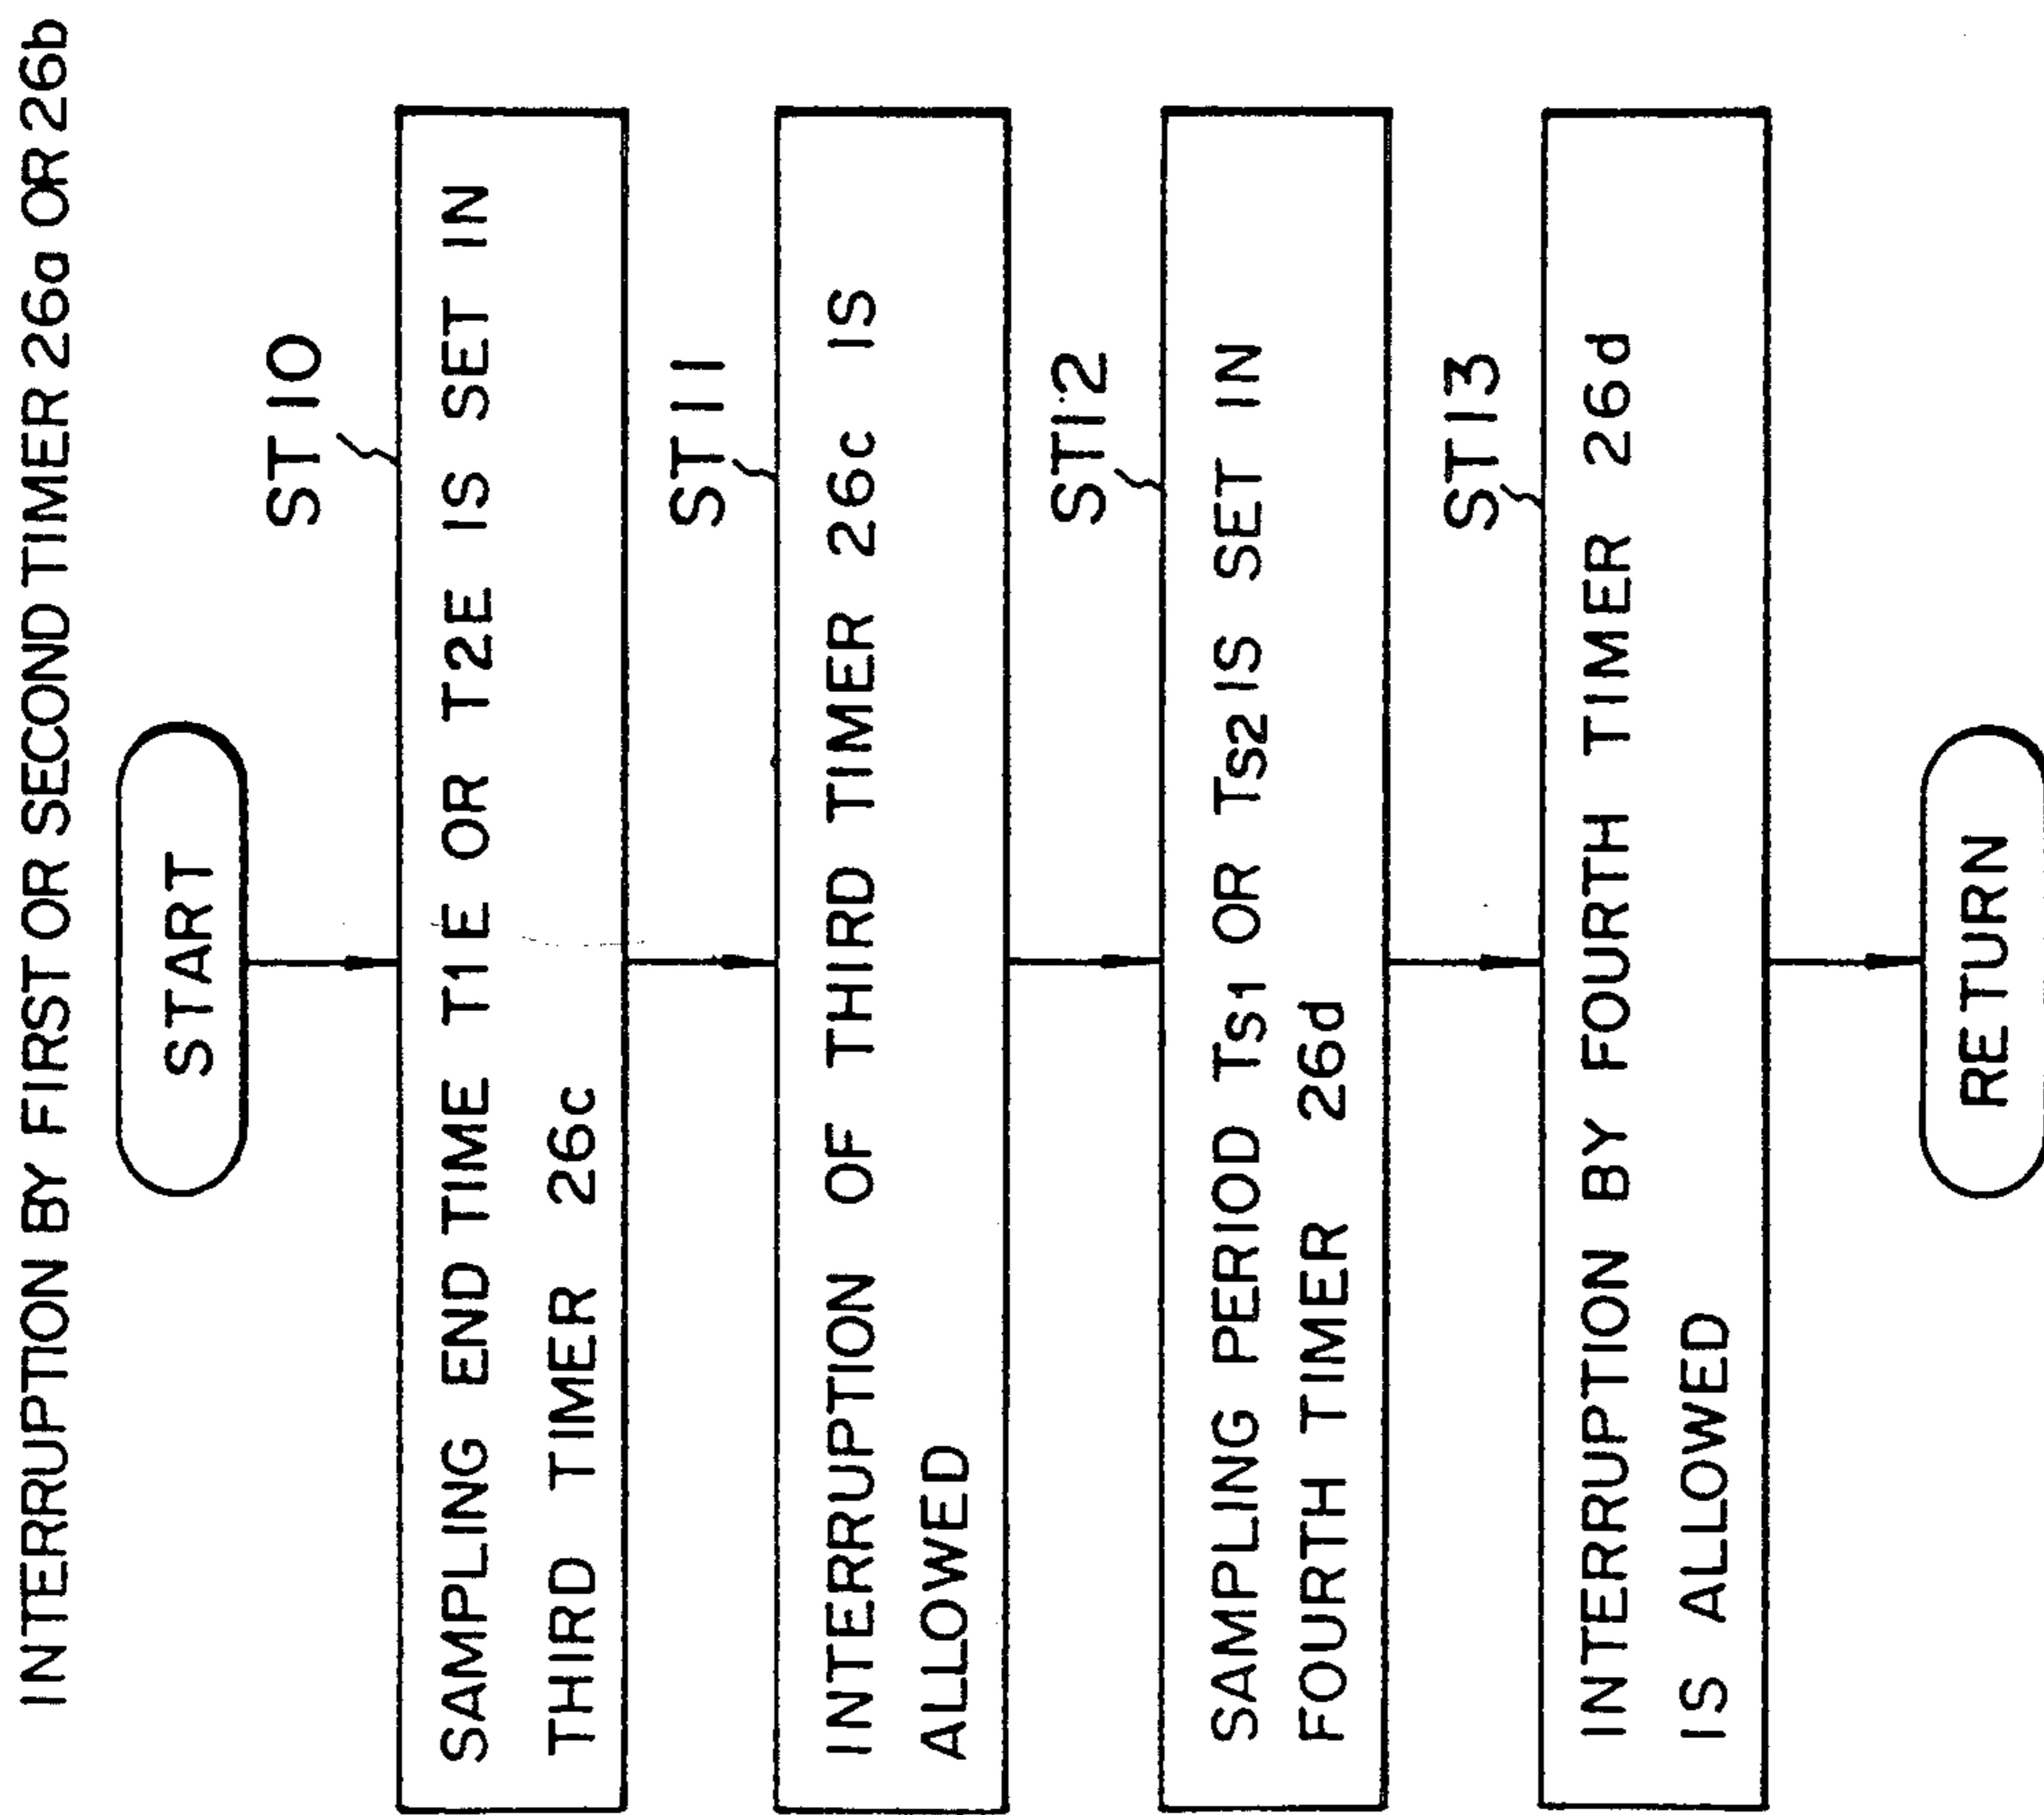 INTERRUPTION BY FIRST OR SECOND TIMER 26a OR 26b
START
ST10
SAMPLING END TIME T1E OR T2E IS SET IN
THIRD TIMER 26c
ST11
INTERRUPTION OF THIRD TIMER 26c IS
ALLOWED
ST12
SAMPLING PERIOD Ts1 OR Ts2 IS SET IN
FOURTH TIMER 26d
ST13
INTERRUPTION BY FOURTH TIMER 26d
IS ALLOWED
RETURN